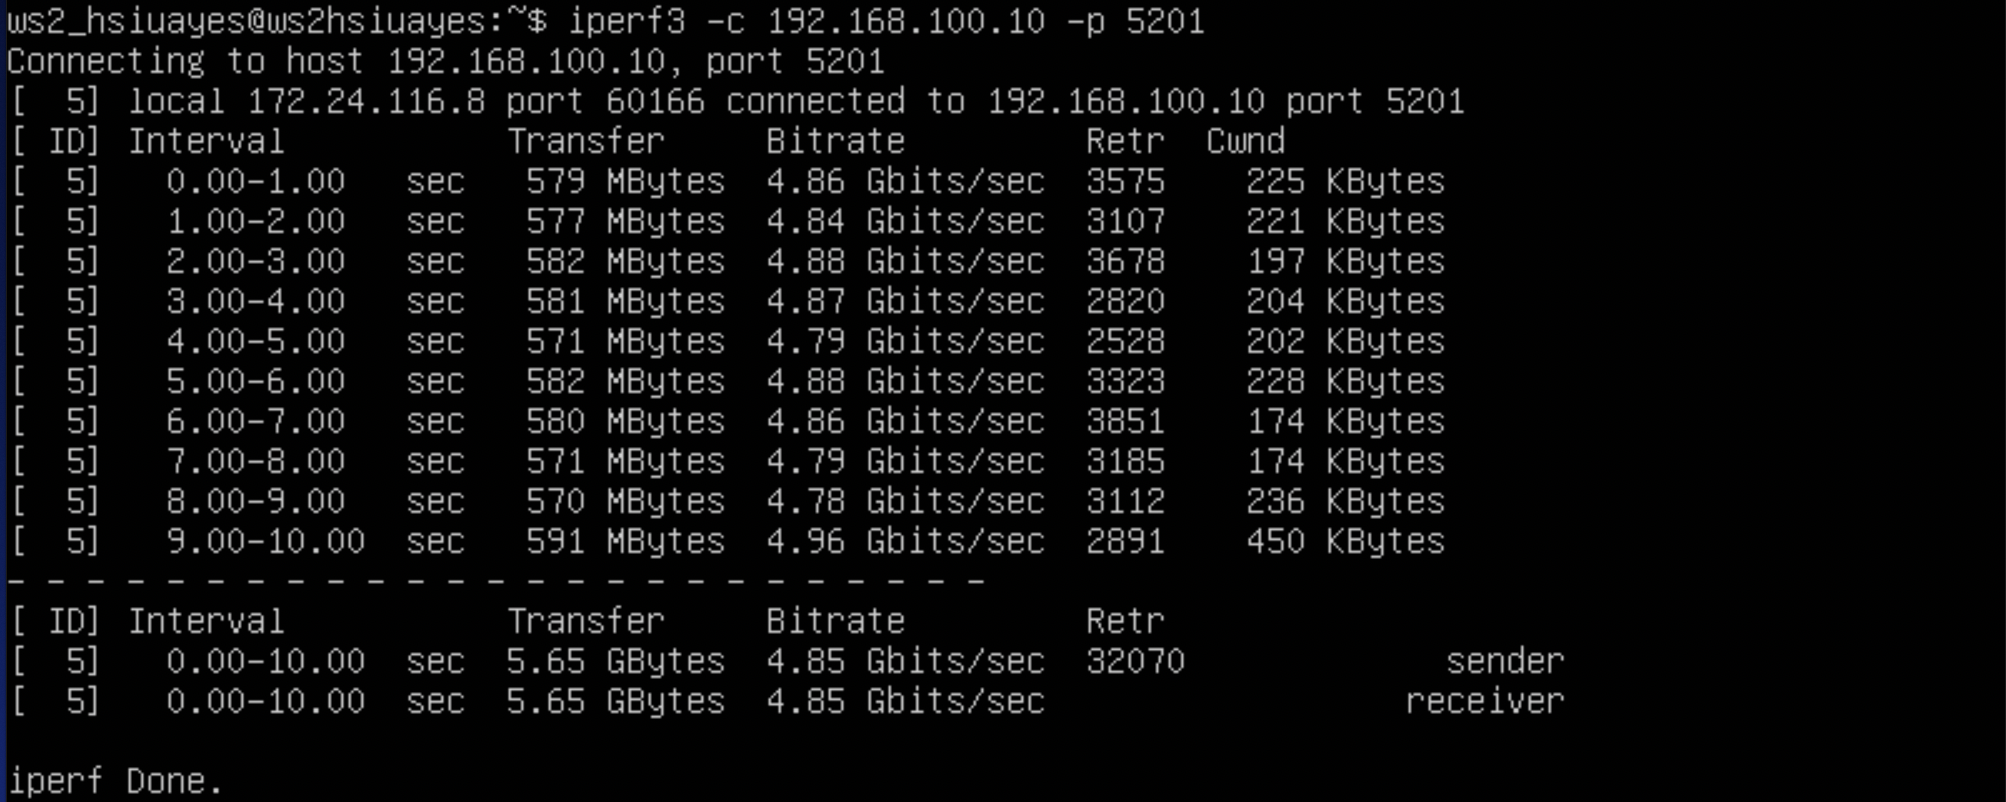 ws2_hsiuayes@ws2hsiuayes:~$ iperf3 -c 192.168.100.10 -p 5201
Connecting to host 192.168.100.10, port 5201
[  5] local 172.24.116.8 port 60166 connected to 192.168.100.10 port 5201
[ ID] Interval           Transfer     Bitrate         Retr  Cwnd
[  5]   0.00-1.00   sec   579 MBytes  4.86 Gbits/sec  3575    225 KBytes
[  5]   1.00-2.00   sec   577 MBytes  4.84 Gbits/sec  3107    221 KBytes
[  5]   2.00-3.00   sec   582 MBytes  4.88 Gbits/sec  3678    197 KBytes
[  5]   3.00-4.00   sec   581 MBytes  4.87 Gbits/sec  2820    204 KBytes
[  5]   4.00-5.00   sec   571 MBytes  4.79 Gbits/sec  2528    202 KBytes
[  5]   5.00-6.00   sec   582 MBytes  4.88 Gbits/sec  3323    228 KBytes
[  5]   6.00-7.00   sec   580 MBytes  4.86 Gbits/sec  3851    174 KBytes
[  5]   7.00-8.00   sec   571 MBytes  4.79 Gbits/sec  3185    174 KBytes
[  5]   8.00-9.00   sec   570 MBytes  4.78 Gbits/sec  3112    236 KBytes
[  5]   9.00-10.00  sec   591 MBytes  4.96 Gbits/sec  2891    450 KBytes
- - - - - - - - - - - - - - - - - - - - - - - - -
[ ID] Interval           Transfer     Bitrate         Retr
[  5]   0.00-10.00  sec  5.65 GBytes  4.85 Gbits/sec  32070             sender
[  5]   0.00-10.00  sec  5.65 GBytes  4.85 Gbits/sec                  receiver
iperf Done.